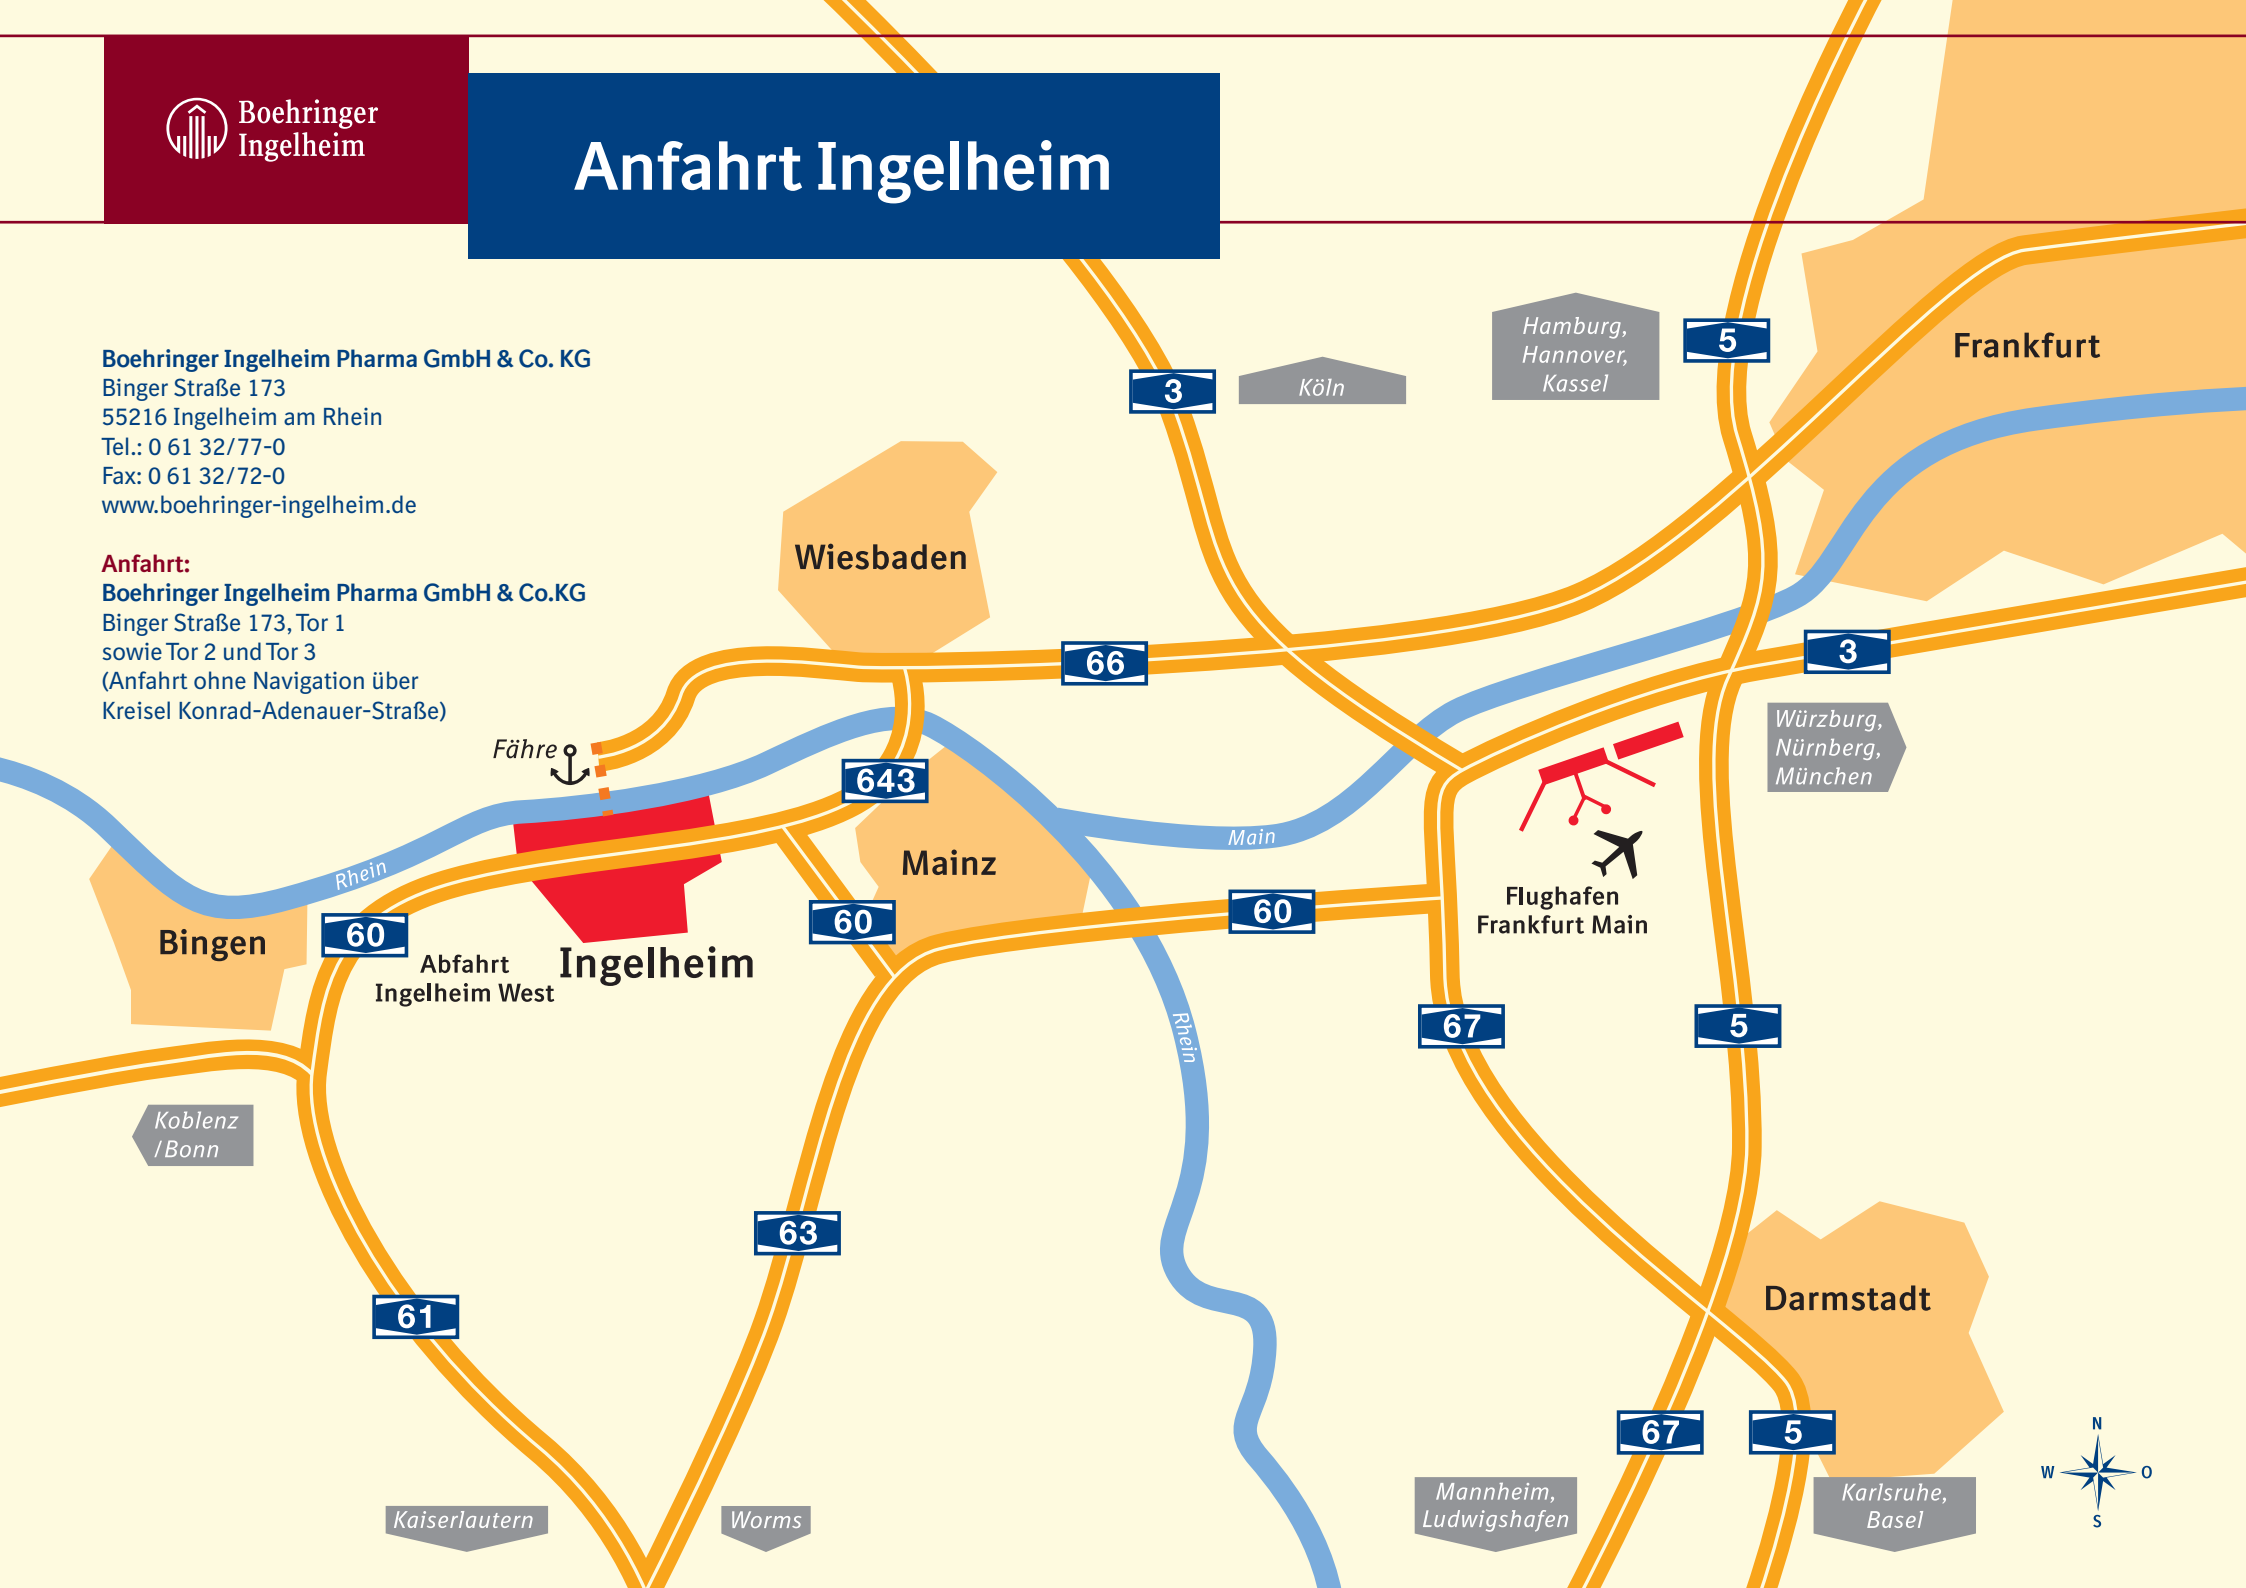 Boehringer
Ingelheim
Anfahrt Ingelheim
Boehringer Ingelheim Pharma GmbH & Co. KG
Binger Straße 173
55216 Ingelheim am Rhein
Tel.: 0 61 32/77-0
Fax: 0 61 32/72-0
www.boehringer-ingelheim.de
Anfahrt:
Boehringer Ingelheim Pharma GmbH & Co.KG
Binger Straße 173, Tor 1
sowie Tor 2 und Tor 3
(Anfahrt ohne Navigation über
Kreisel Konrad-Adenauer-Straße)
3
Köln
Hamburg,
Hannover,
Kassel
5
Frankfurt
Wiesbaden
66
3
Würzburg,
Nürnberg,
München
Fähre
643
Main
Mainz
Rhein
Flughafen
Frankfurt Main
60
60
60
Bingen
Abfahrt
Ingelheim West
Ingelheim
Rhein
67
5
Koblenz
/Bonn
63
61
Darmstadt
67
5
Kaiserlautern
Worms
Mannheim,
Ludwigshafen
Karlsruhe,
Basel
N
W
O
S